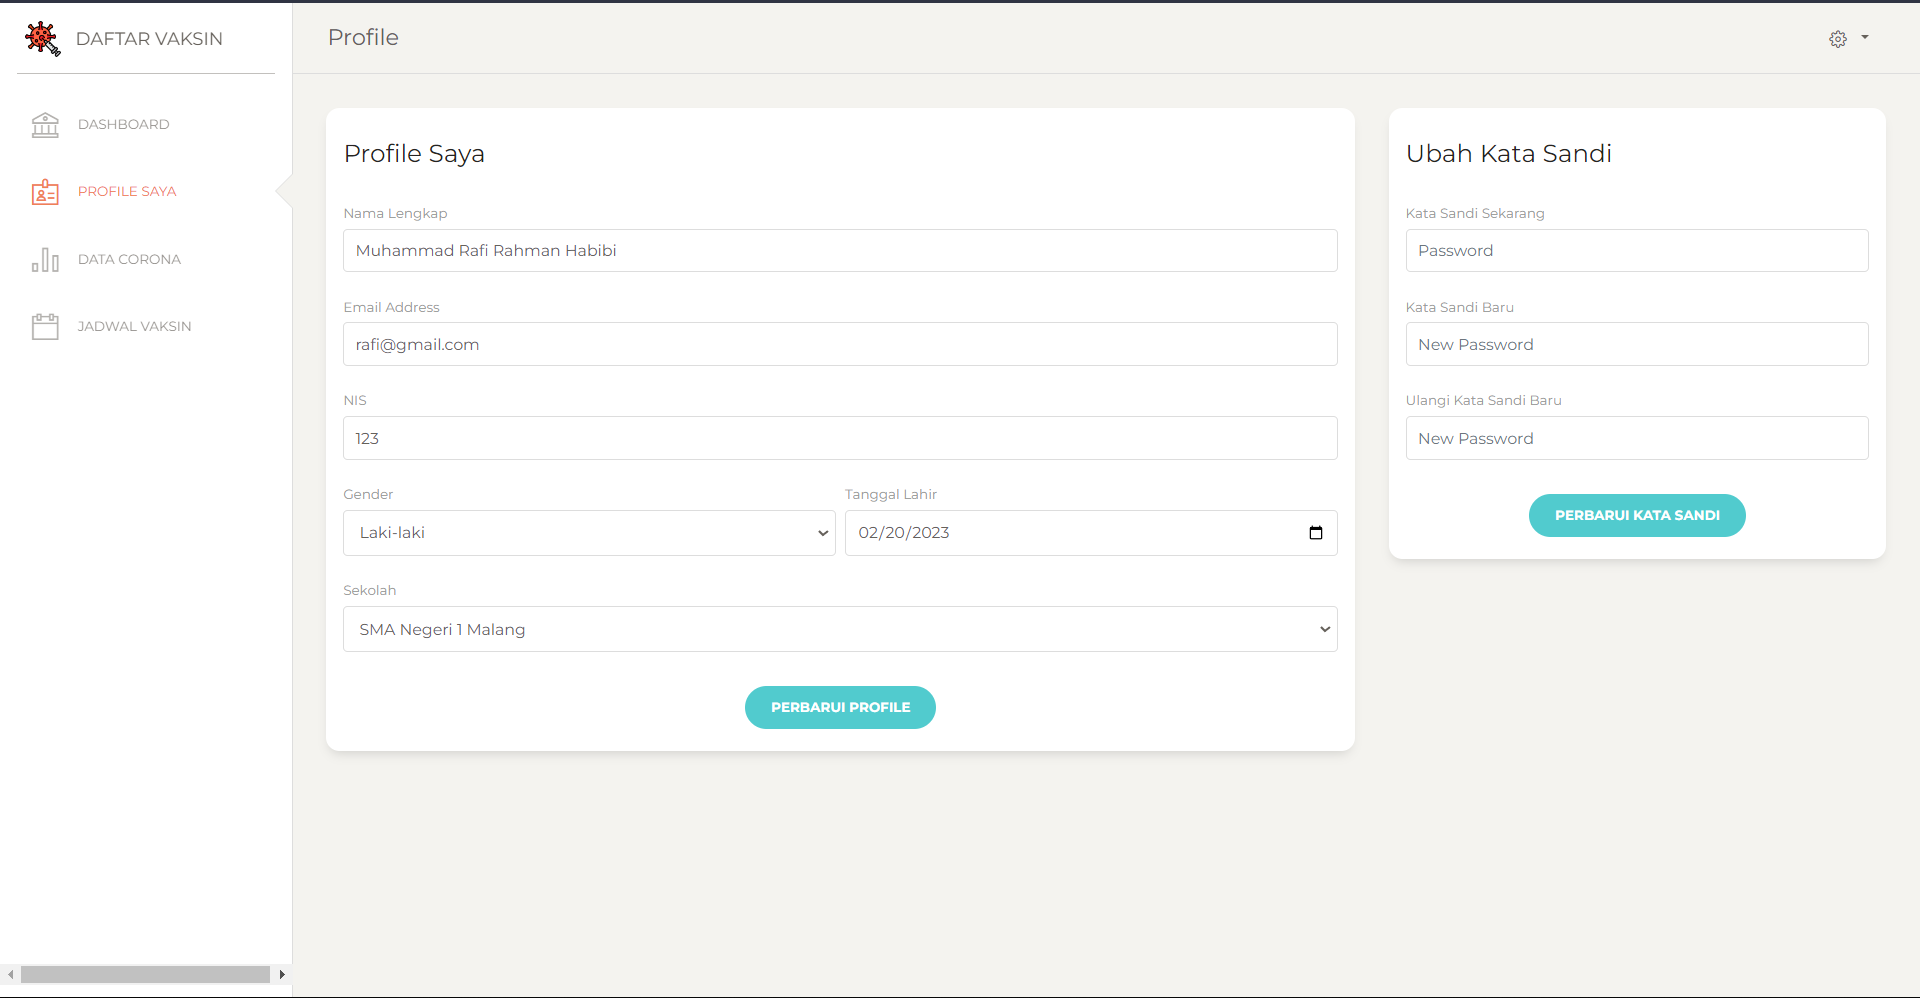 DAFTAR VAKSIN
DASHBOARD
PROFILE SAYA
DATA CORONA
JADWAL VAKSIN
Profile
Profile Saya
Nama Lengkap
Muhammad Rafi Rahman Habibi
Email Address
rafi@gmail.com
NIS
123
Gender
Tanggal Lahir
Laki-laki
02/20/2023
Sekolah
SMA Negeri 1 Malang
PERBARUI PROFILE
Ubah Kata Sandi
Kata Sandi Sekarang
Password
Kata Sandi Baru
New Password
Ulangi Kata Sandi Baru
New Password
PERBARUI KATA SANDI